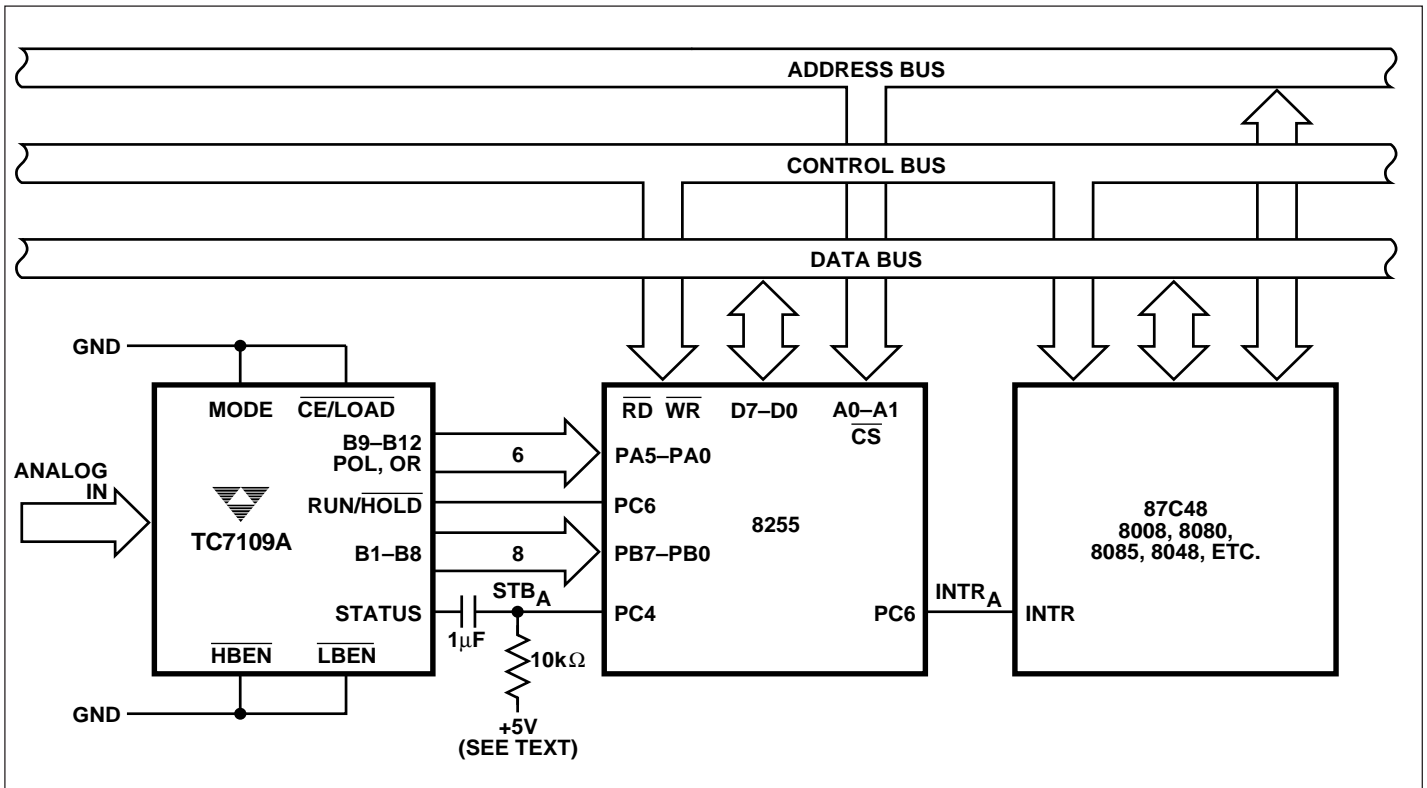 ADDRESS BUS
CONTROL BUS
DATA BUS
GND
MODE
CE/LOAD
B9–B12
POL, OR
6
ANALOG
IN
RUN/HOLD
TC7109A
B1–B8
8
STATUS
1µF
STB A
10kΩ
+5V
(SEE TEXT)
HBEN
LBEN
GND
RD WR
D7–D0
A0–A1
CS
PA5–PA0
PC6
8255
PB7–PB0
PC4
PC6
INTR A
INTR
87C48
8008, 8080,
8085, 8048, ETC.